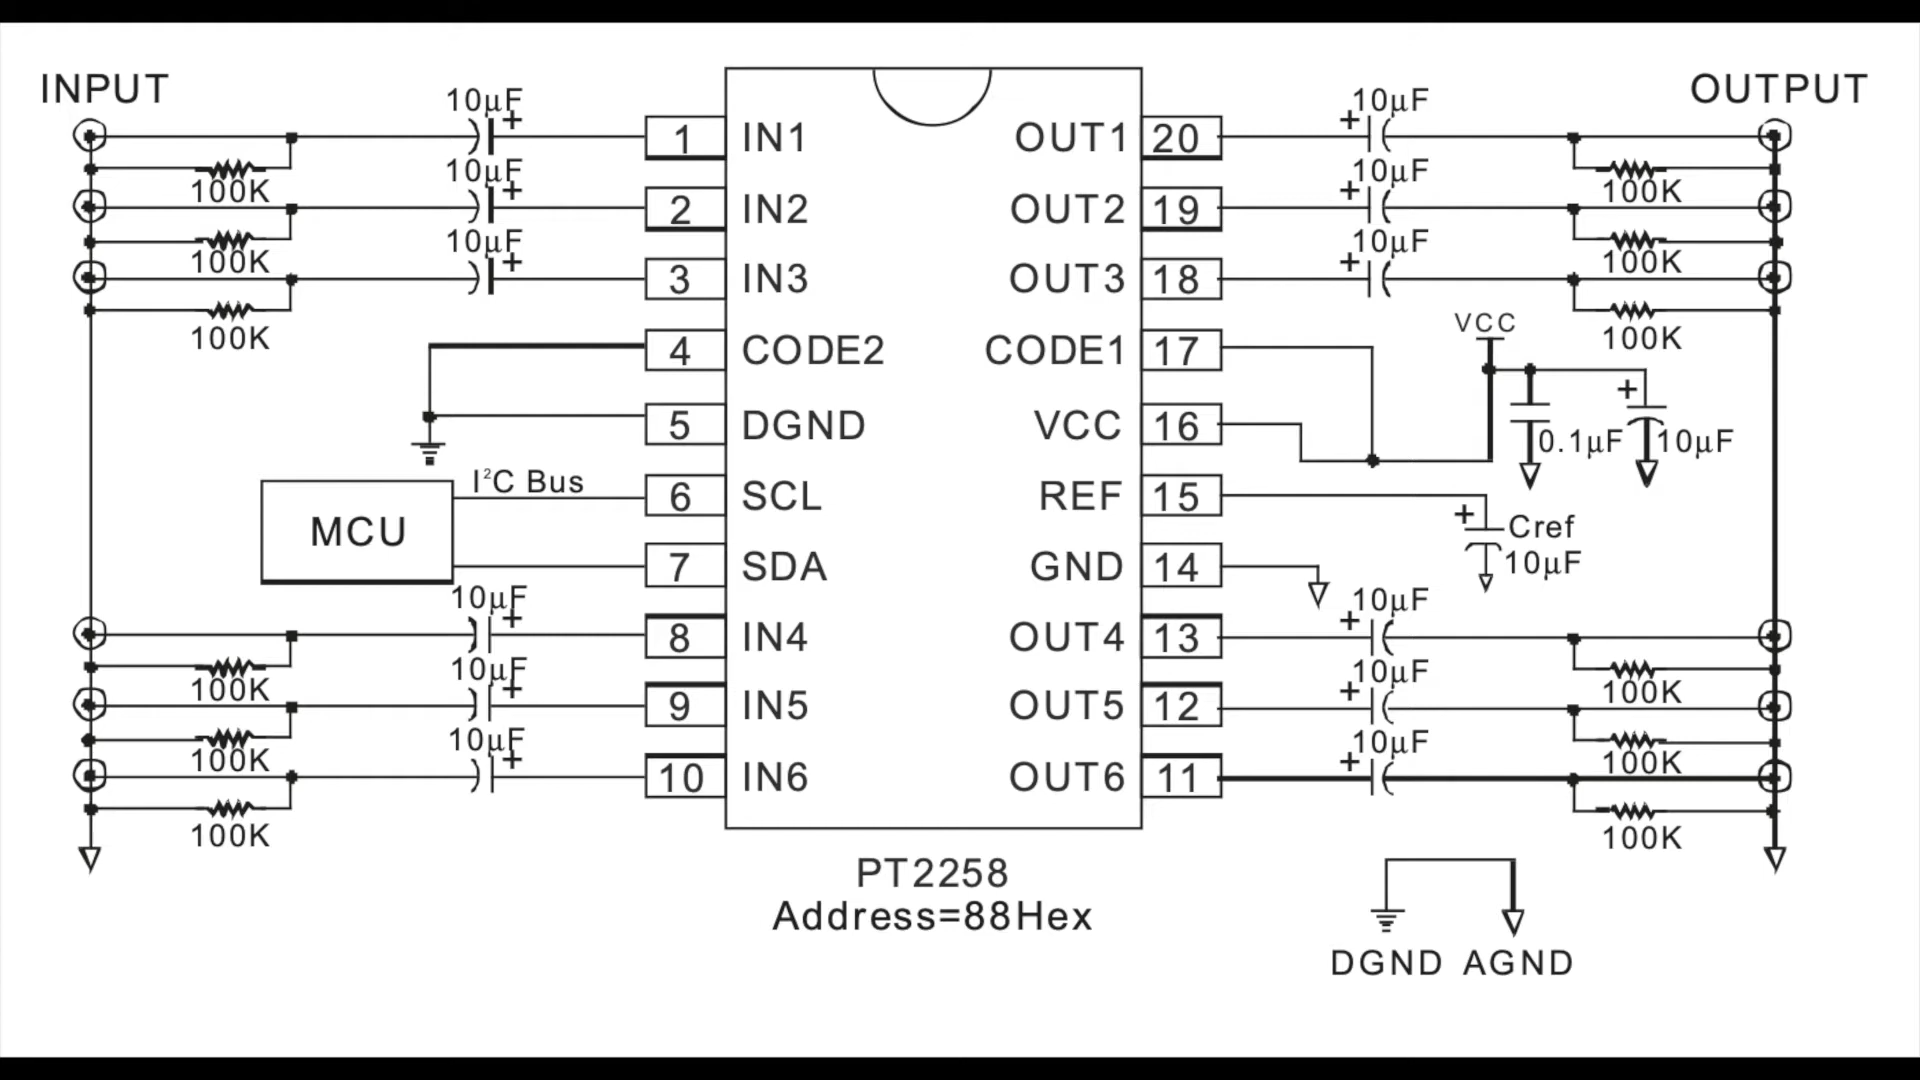 INPUT
OUTPUT
10µF +
1 IN1
OUT1 20
+ 10µF
100K
10µF +
2 IN2
OUT2 19
+ 10µF
100K
100K
10µF +
3 IN3
OUT3 18
+ 10µF
100K
100K
100K
VCC
4 CODE2
CODE1 17
+
5 DGND
VCC 16
0.1µF
10µF
I²C Bus
6 SCL
REF 15
+ Cref
10µF
MCU
7 SDA
GND 14
10µF +
8 IN4
OUT4 13
+ 10µF
100K
100K
10µF +
9 IN5
OUT5 12
+ 10µF
100K
100K
10µF +
10 IN6
OUT6 11
+ 10µF
100K
100K
PT2258
Address=88Hex
DGND AGND